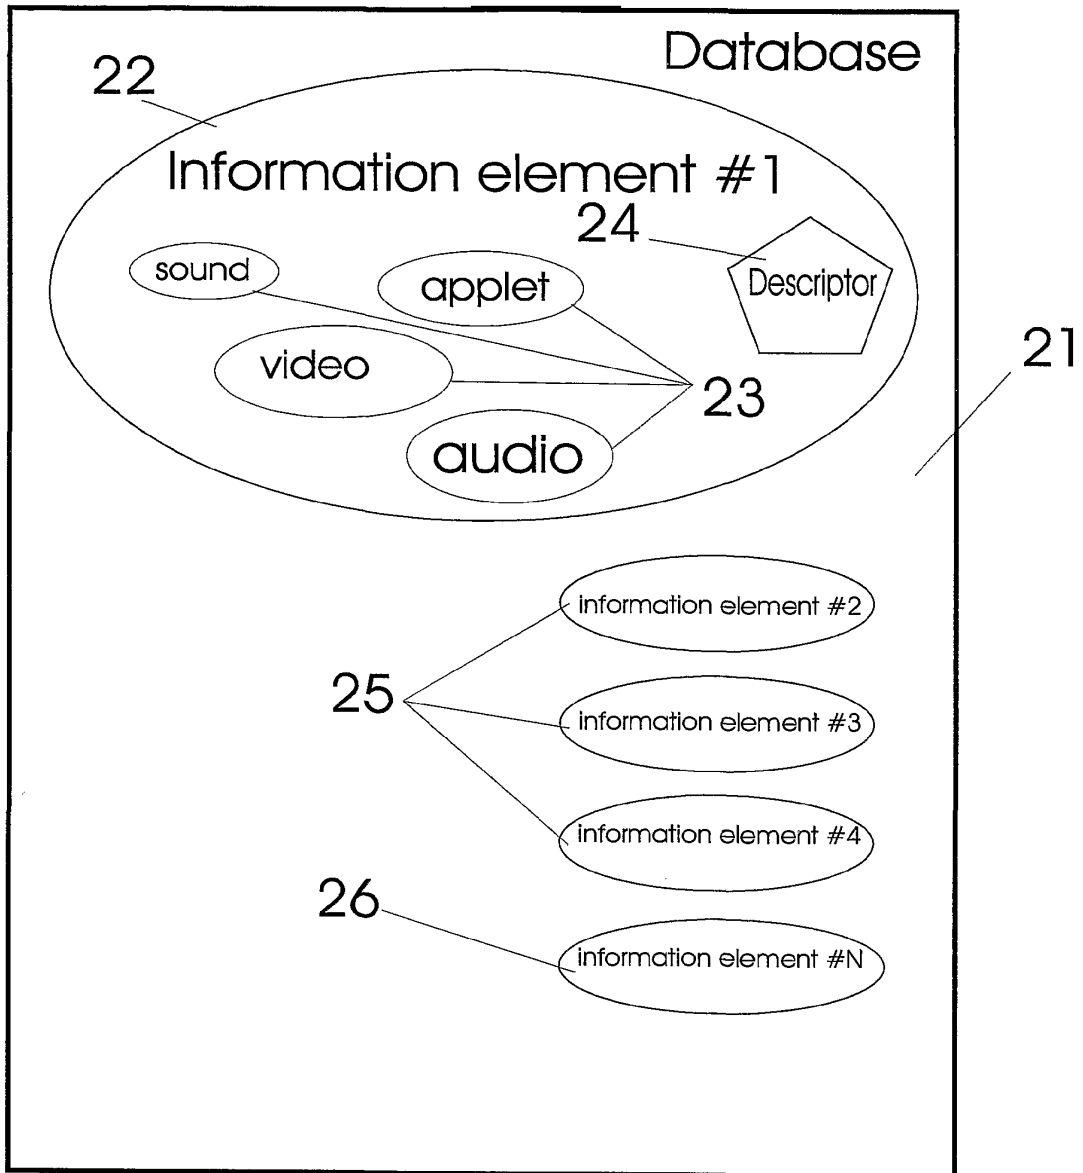 Database
22
Information element #1
24
sound
applet
Descriptor
video
21
23
audio
information element #2
25
information element #3
information element #4
26
information element #N